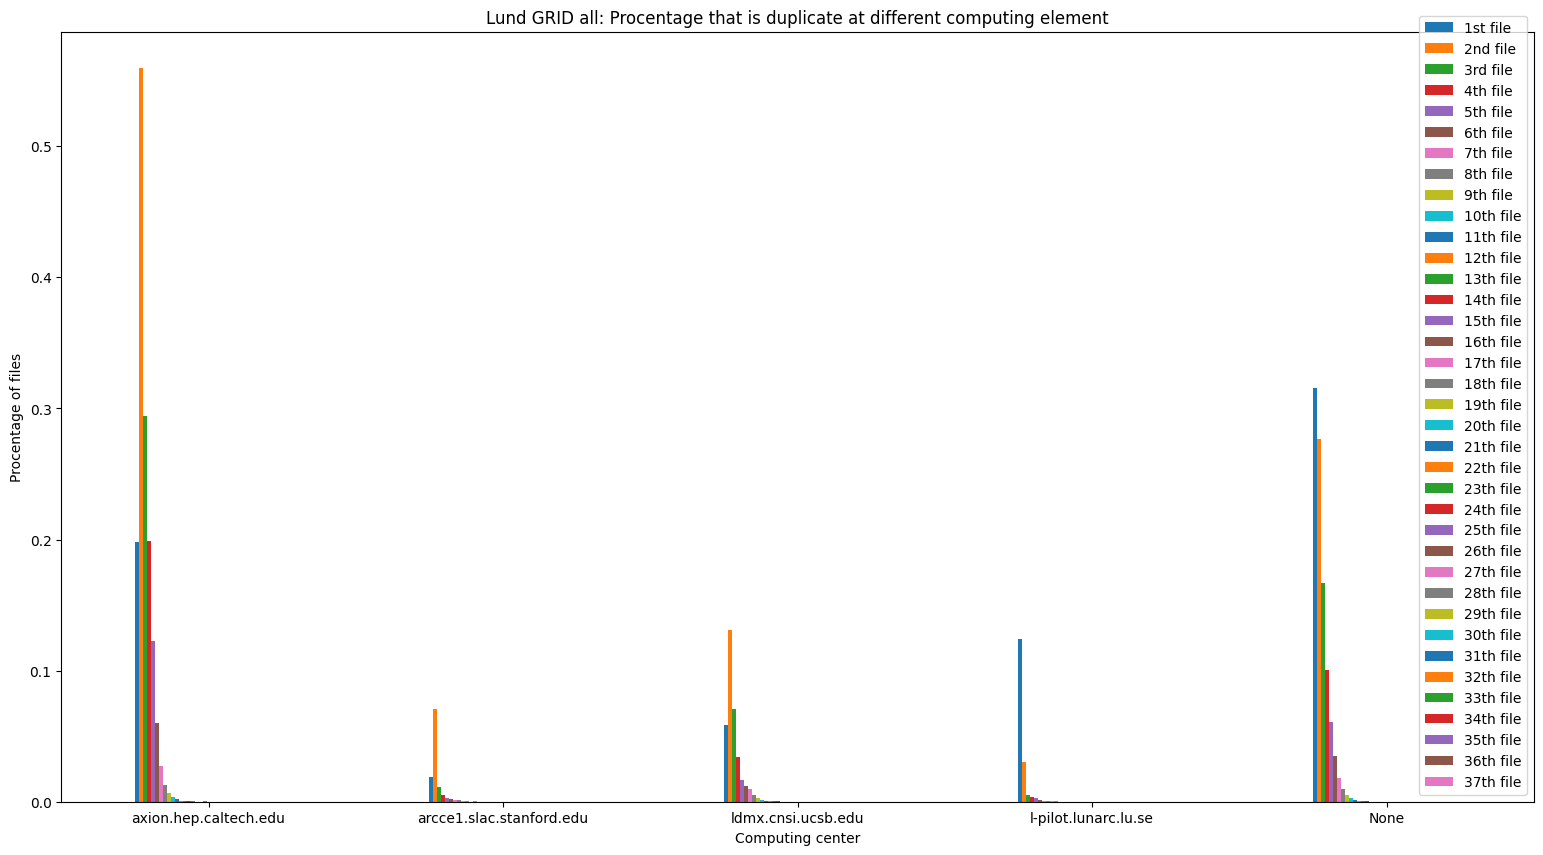 Lund GRID all: Procentage that is duplicate at different computing element
Procentage of files
0.5
0.4
0.3
0.2
0.1
0.0
axion.hep.caltech.edu
arcce1.slac.stanford.edu
ldmx.cnsi.ucsb.edu
l-pilot.lunarc.lu.se
None
Computing center
1st file
2nd file
3rd file
4th file
5th file
6th file
7th file
8th file
9th file
10th file
11th file
12th file
13th file
14th file
15th file
16th file
17th file
18th file
19th file
20th file
21th file
22th file
23th file
24th file
25th file
26th file
27th file
28th file
29th file
30th file
31th file
32th file
33th file
34th file
35th file
36th file
37th file